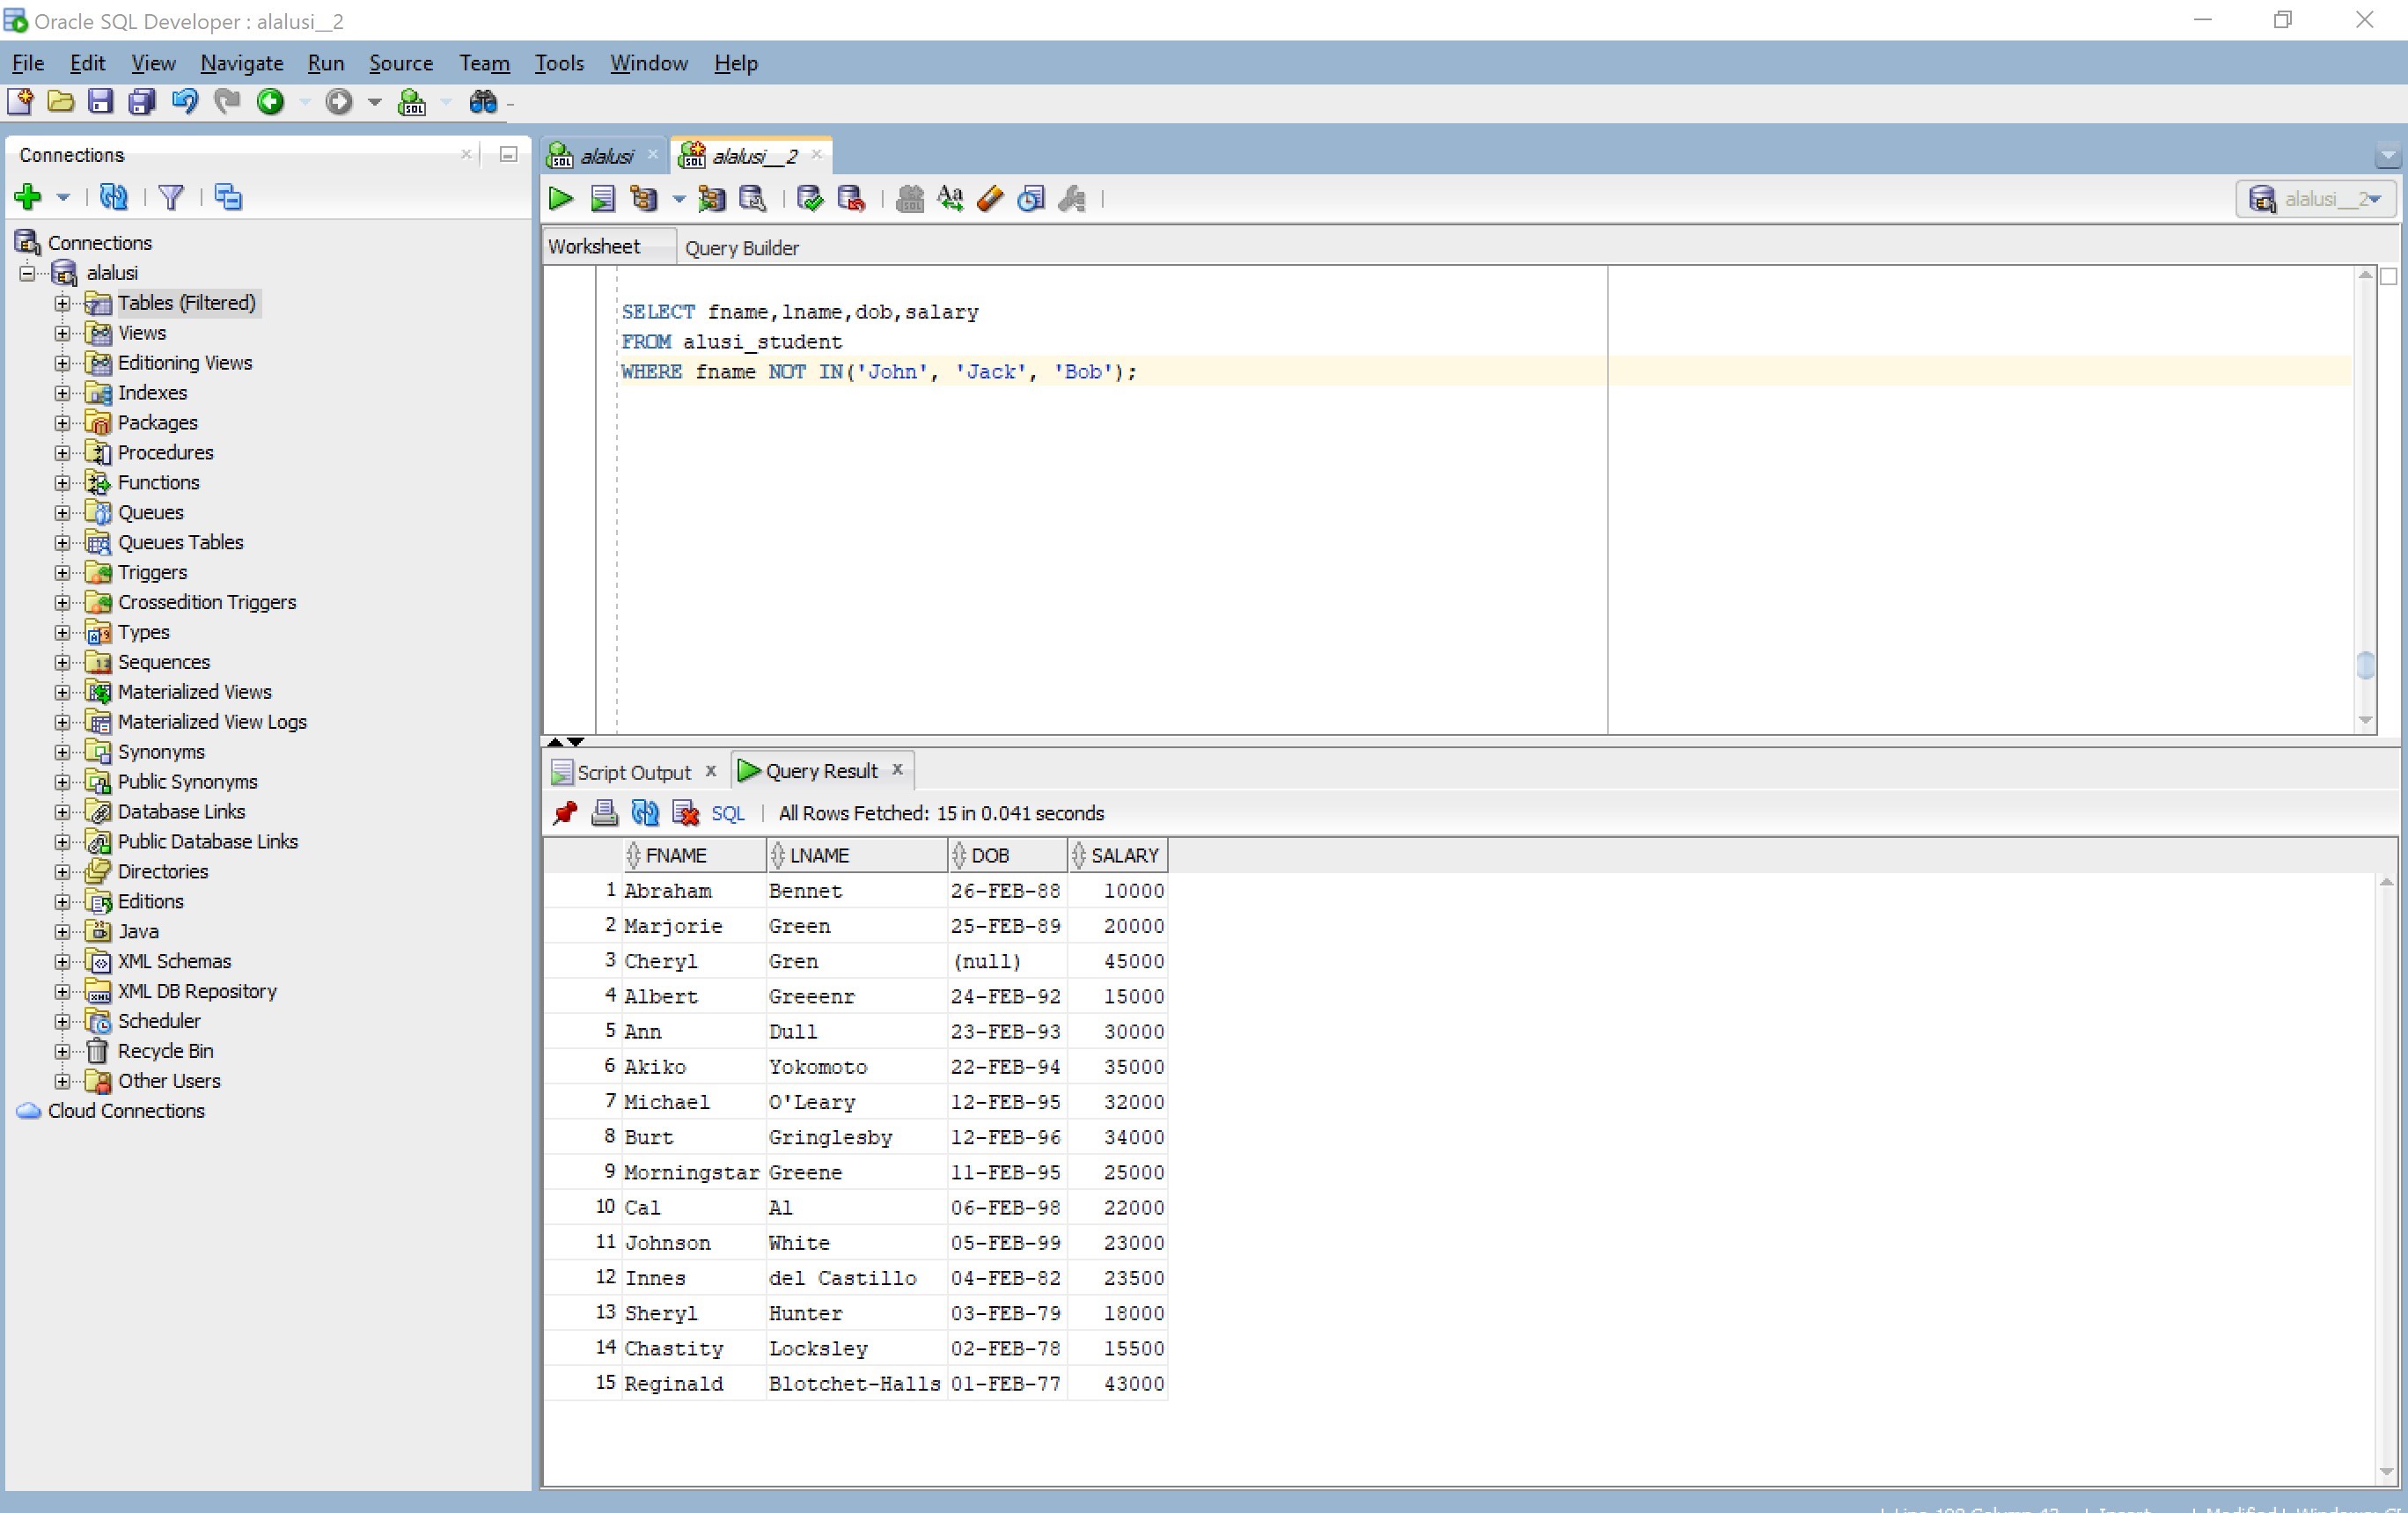 Oracle SQL Developer : alalusi__2
File Edit View Navigate Run Source Team Tools Window Help
Connections
Connections
alalusi
Tables (Filtered)
Views
Editioning Views
Indexes
Packages
Procedures
Functions
Queues
Queues Tables
Triggers
Crossedition Triggers
Types
Sequences
Materialized Views
Materialized View Logs
Synonyms
Public Synonyms
Database Links
Public Database Links
Directories
Editions
Java
XML Schemas
XML DB Repository
Scheduler
Recycle Bin
Other Users
Cloud Connections
alalusi alalusi__2
alalusi__2
Worksheet Query Builder
SELECT fname,lname,dob,salary
FROM alusi_student
WHERE fname NOT IN('John', 'Jack', 'Bob');
Script Output x Query Result x
SQL | All Rows Fetched: 15 in 0.041 seconds
FNAME LNAME DOB SALARY
1 Abraham Bennet 26-FEB-88 10000
2 Marjorie Green 25-FEB-89 20000
3 Cheryl Gren (null) 45000
4 Albert Greeenr 24-FEB-92 15000
5 Ann Dull 23-FEB-93 30000
6 Akiko Yokomoto 22-FEB-94 35000
7 Michael O'Leary 12-FEB-95 32000
8 Burt Gringlesby 12-FEB-96 34000
9 Morningstar Greene 11-FEB-95 25000
10 Cal Al 06-FEB-98 22000
11 Johnson White 05-FEB-99 23000
12 Innes del Castillo 04-FEB-82 23500
13 Sheryl Hunter 03-FEB-79 18000
14 Chastity Locksley 02-FEB-78 15500
15 Reginald Blotchet-Halls 01-FEB-77 43000